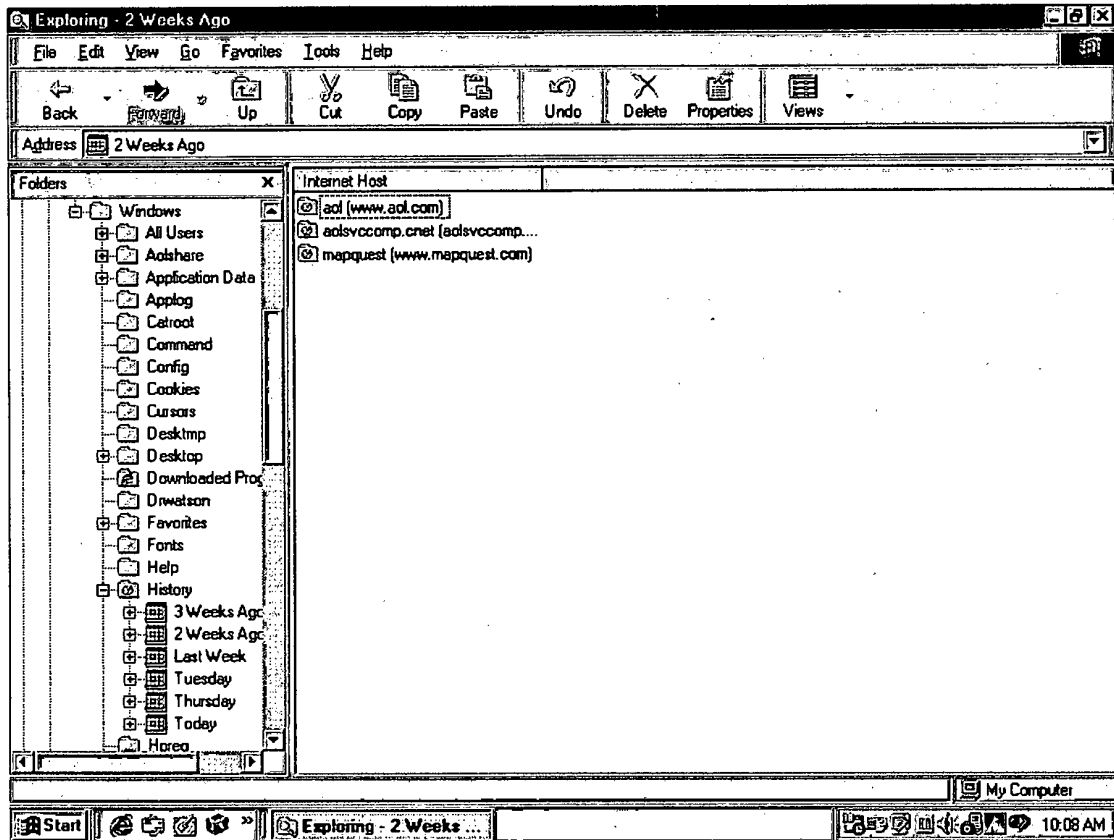 Exploring - 2 Weeks Ago
File Edit View Go Favorites Tools Help
Back Forward Up Cut Copy Paste Undo Delete Properties Views
Address 2 Weeks Ago
Folders x
Internet Host
Windows
All Users
Aolshare
Application Data
Applog
Catroot
Command
Config
Cookies
Cursors
Desktmp
Desktop
Downloaded Prog
Drwatson
Favorites
Fonts
Help
History
3 Weeks Ago
2 Weeks Ago
Last Week
Tuesday
Thursday
Today
aol (www.aol.com)
aolsvccomp.cnet (aolsvccomp....
mapquest (www.mapquest.com)
My Computer
Start » Exploring - 2 Weeks ... 10:08 AM